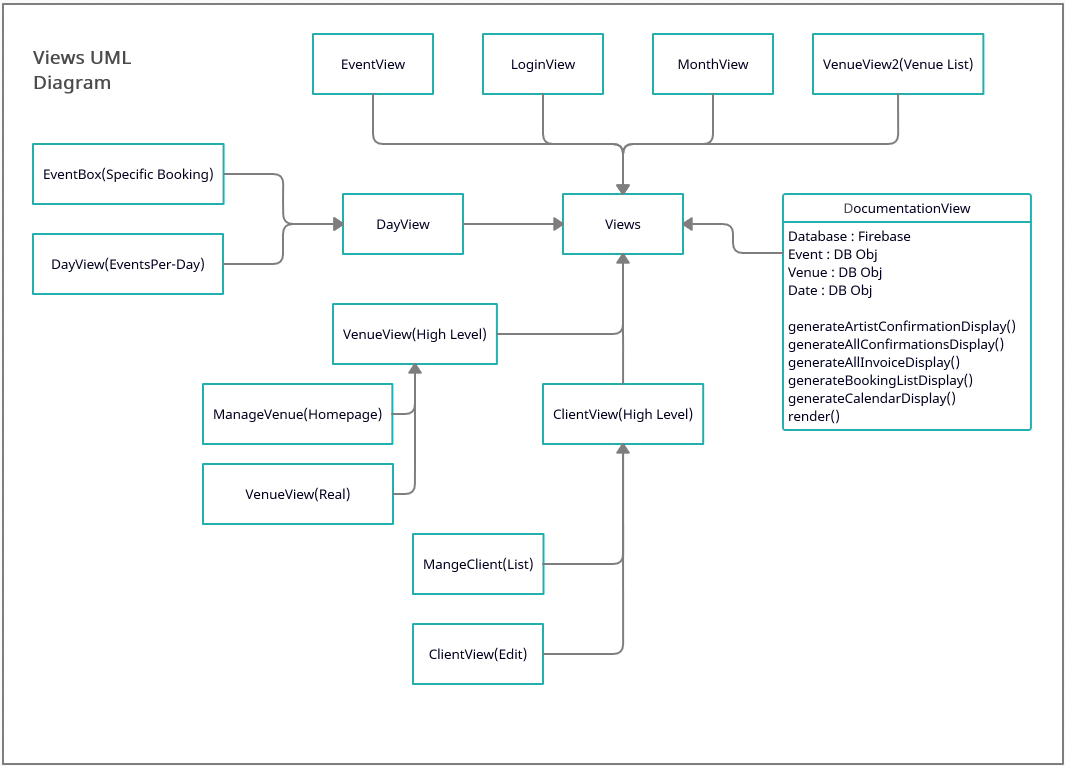 Views UML
Diagram
EventView
LoginView
MonthView
VenueView2(Venue List)
EventBox(Specific Booking)
DayView(EventsPer-Day)
DayView
Views
DocumentationView
Database : Firebase
Event : DB Obj
Venue : DB Obj
Date : DB Obj
generateArtistConfirmationDisplay()
generateAllConfirmationsDisplay()
generateAllInvoiceDisplay()
generateBookingListDisplay()
generateCalendarDisplay()
render()
VenueView(High Level)
ManageVenue(Homepage)
VenueView(Real)
ClientView(High Level)
MangeClient(List)
ClientView(Edit)